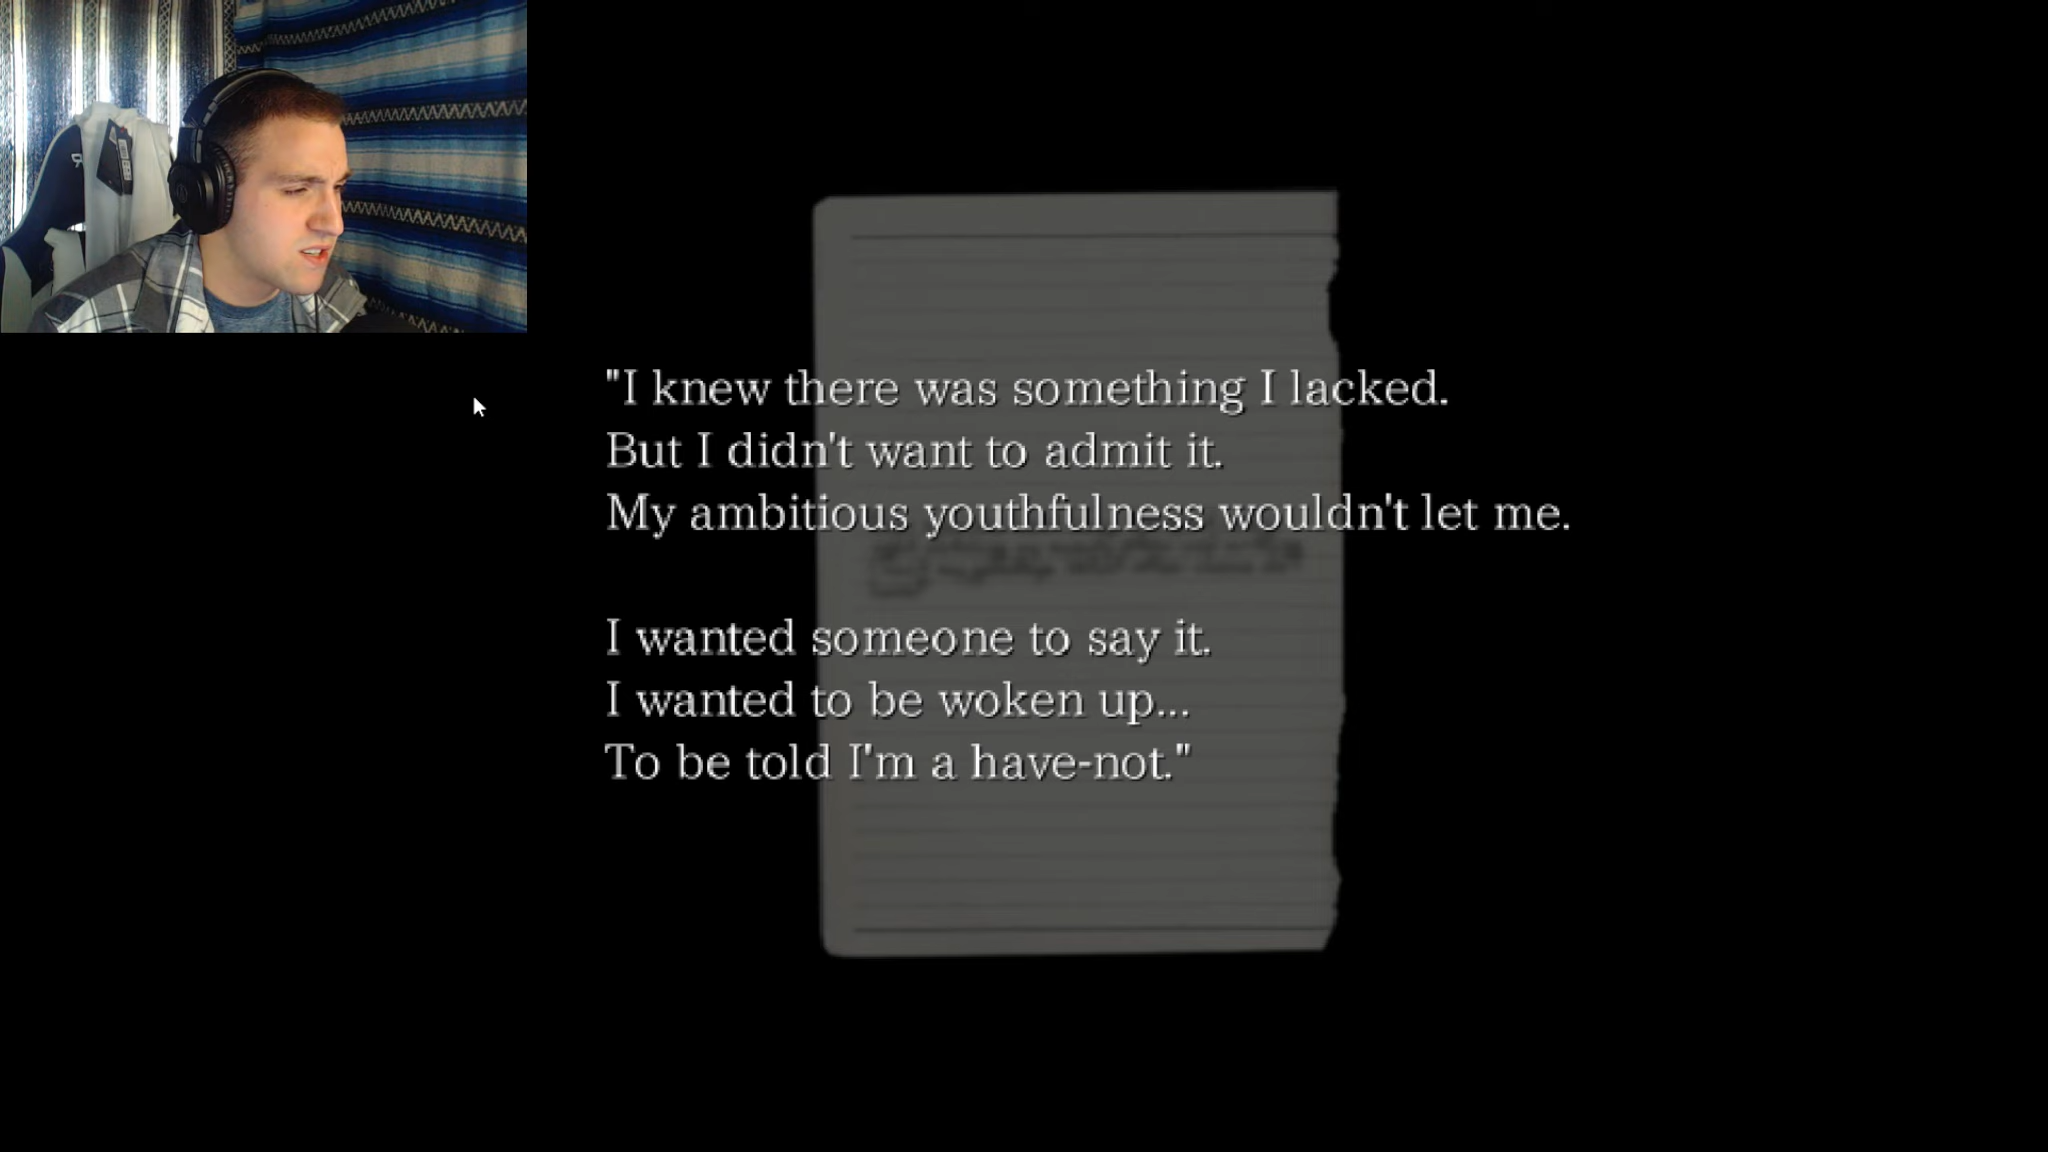 "I knew there was something I lacked.
But I didn't want to admit it.
My ambitious youthfulness wouldn't let me.
I wanted someone to say it.
I wanted to be woken up...
To be told I'm a have-not."